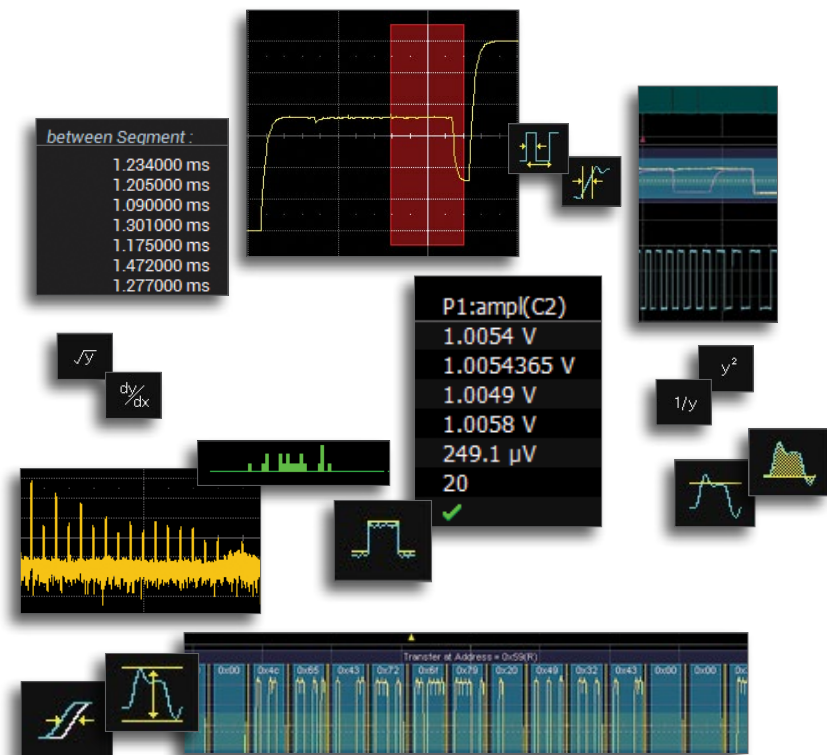 between Segment :
1.234000 ms
1.205000 ms
1.090000 ms
1.301000 ms
1.175000 ms
1.472000 ms
1.277000 ms
P1:ampl(C2)
1.0054 V
1.0054365 V
1.0049 V
1.0058 V
249.1 µV
20
√y
dy/dx
y²
1/y
Transfer at Address = 0x59(R)
0x00 0x4c 0x65 0x43 0x72 0x6f 0x79 0x20 0x49 0x32 0x43 0x00 0x00